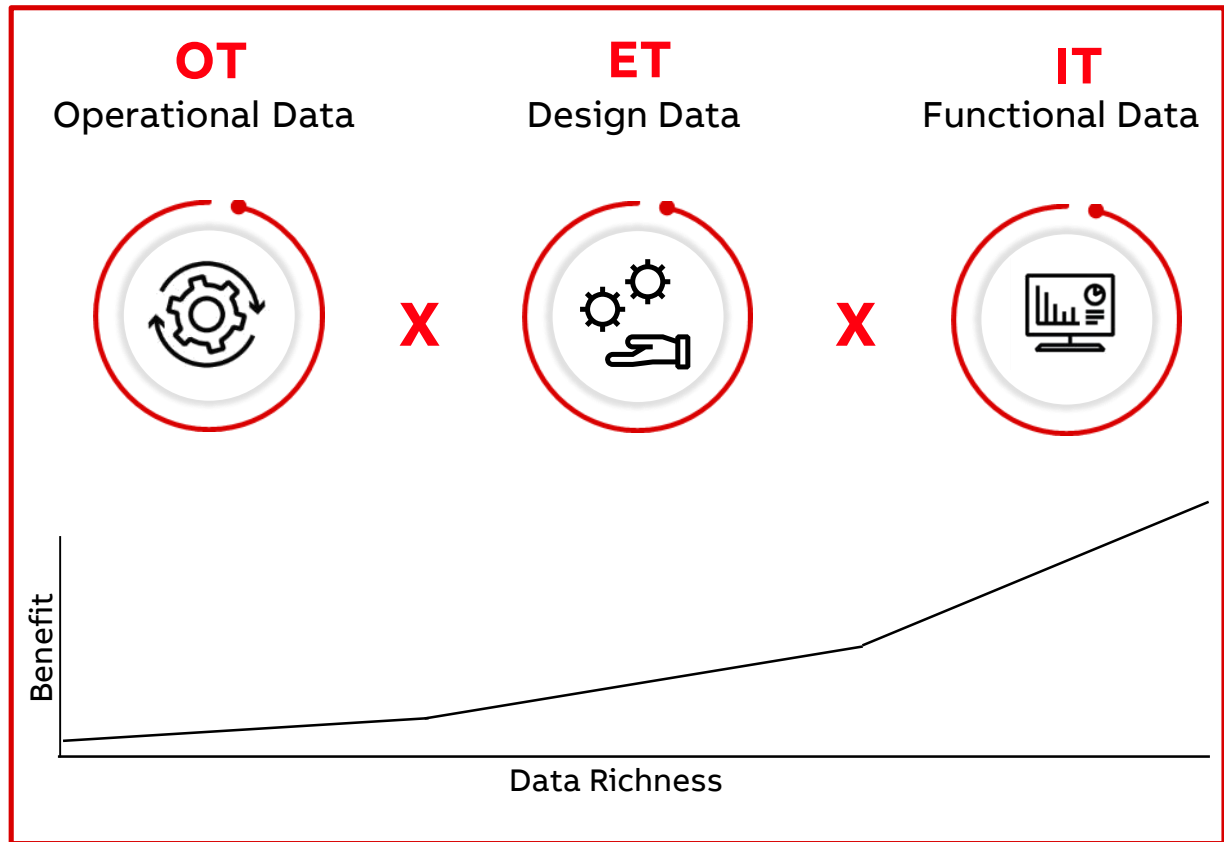 OT
Operational Data
ET
Design Data
IT
Functional Data
X
X
Benefit
Data Richness